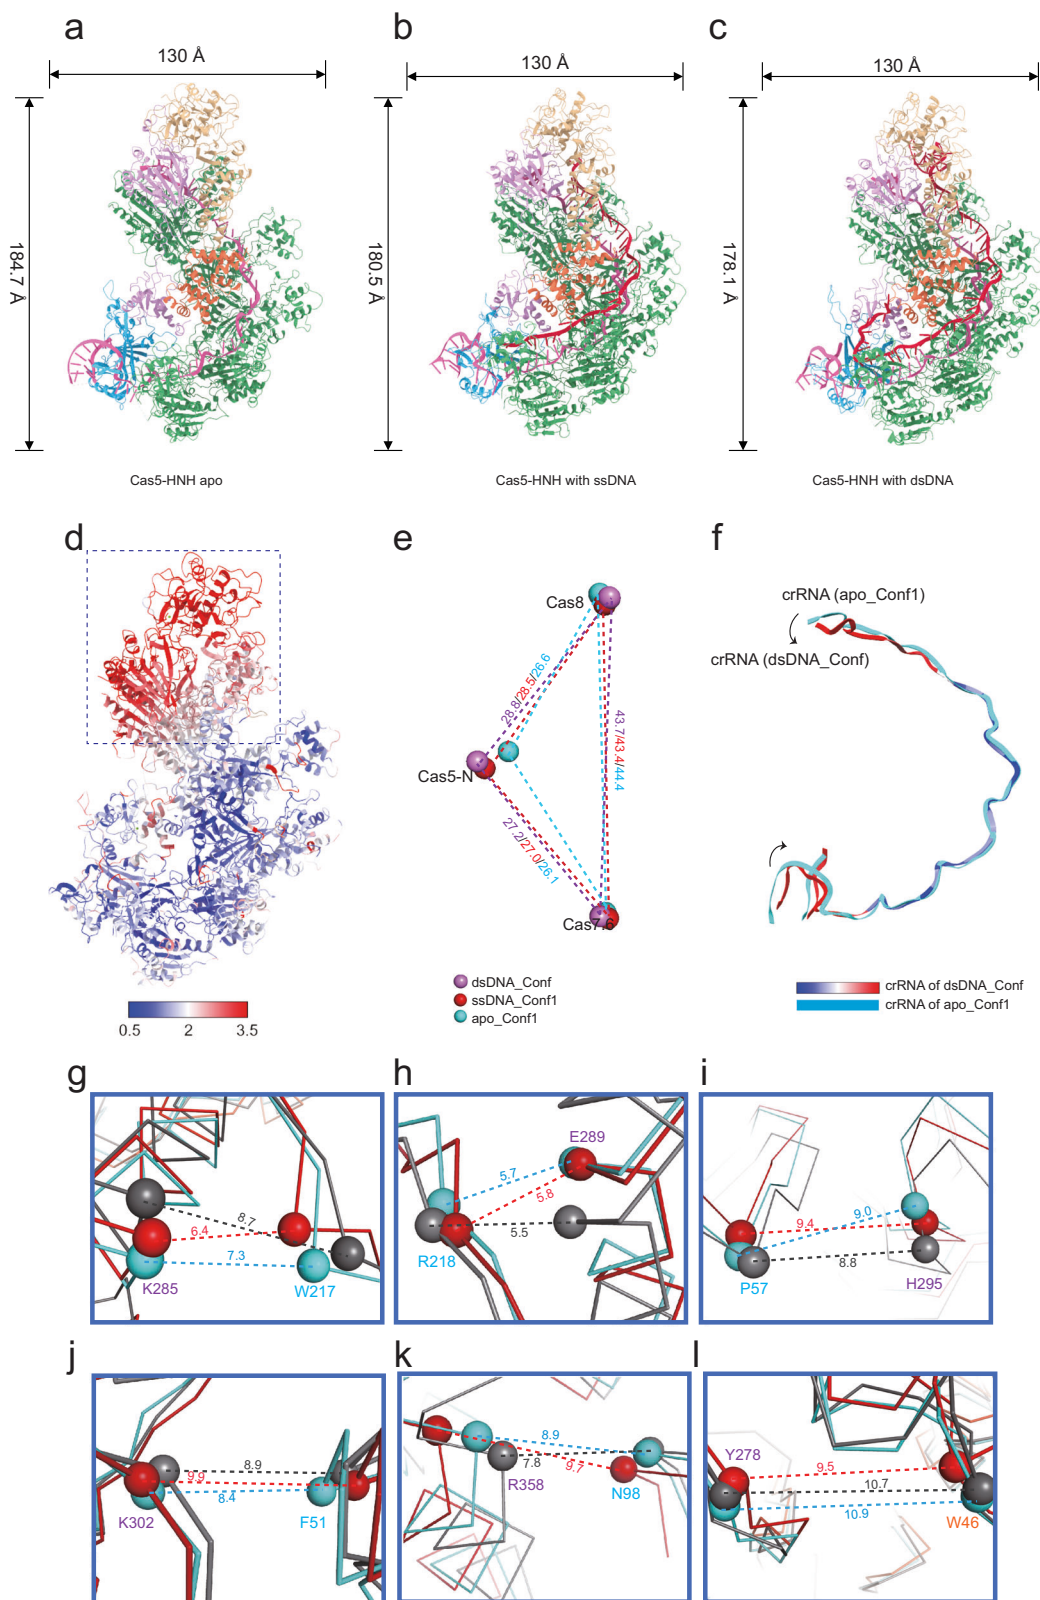 a
b
c
130 Å
130 Å
130 Å
184.7 Å
180.5 Å
178.1 Å
Cas5-HNH apo
Cas5-HNH with ssDNA
Cas5-HNH with dsDNA
d
e
f
0.5
2
3.5
Cas8
28.8/28.5/26.6
43.7/43.4/44.4
Cas5-N
27.2/27.0/26.1
Cas7.6
dsDNA_Conf
ssDNA_Conf1
apo_Conf1
crRNA (apo_Conf1)
crRNA (dsDNA_Conf)
crRNA of dsDNA_Conf
crRNA of apo_Conf1
g
h
i
8.7
6.4
7.3
K285
W217
E289
5.7
5.8
5.5
R218
9.0
9.4
8.8
P57
H295
j
k
l
8.9
9.9
8.4
K302
F51
8.9
7.8
9.7
R358
N98
Y278
9.5
10.7
10.9
W46